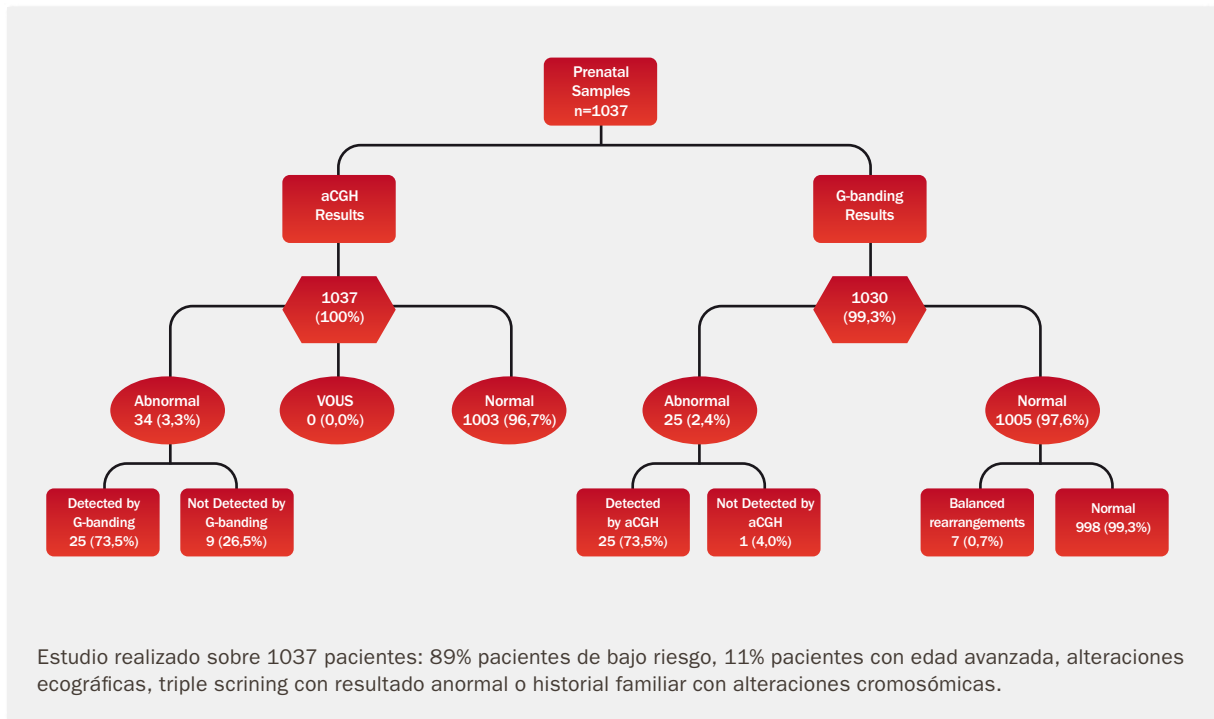 Prenatal
Samples
n=1037
aCGH
Results
G-banding
Results
1037
(100%)
1030
(99,3%)
Abnormal
34 (3,3%)
VOUS
0 (0,0%)
Normal
1003 (96,7%)
Abnormal
25 (2,4%)
Normal
1005 (97,6%)
Detected by
G-banding
25 (73,5%)
Not Detected by
G-banding
9 (26,5%)
Detected
by aCGH
25 (73,5%)
Not Detected by
aCGH
1 (4,0%)
Balanced
rearrangements
7 (0,7%)
Normal
998 (99,3%)
Estudio realizado sobre 1037 pacientes: 89% pacientes de bajo riesgo, 11% pacientes con edad avanzada, alteraciones
ecográficas, triple scrining con resultado anormal o historial familiar con alteraciones cromosómicas.